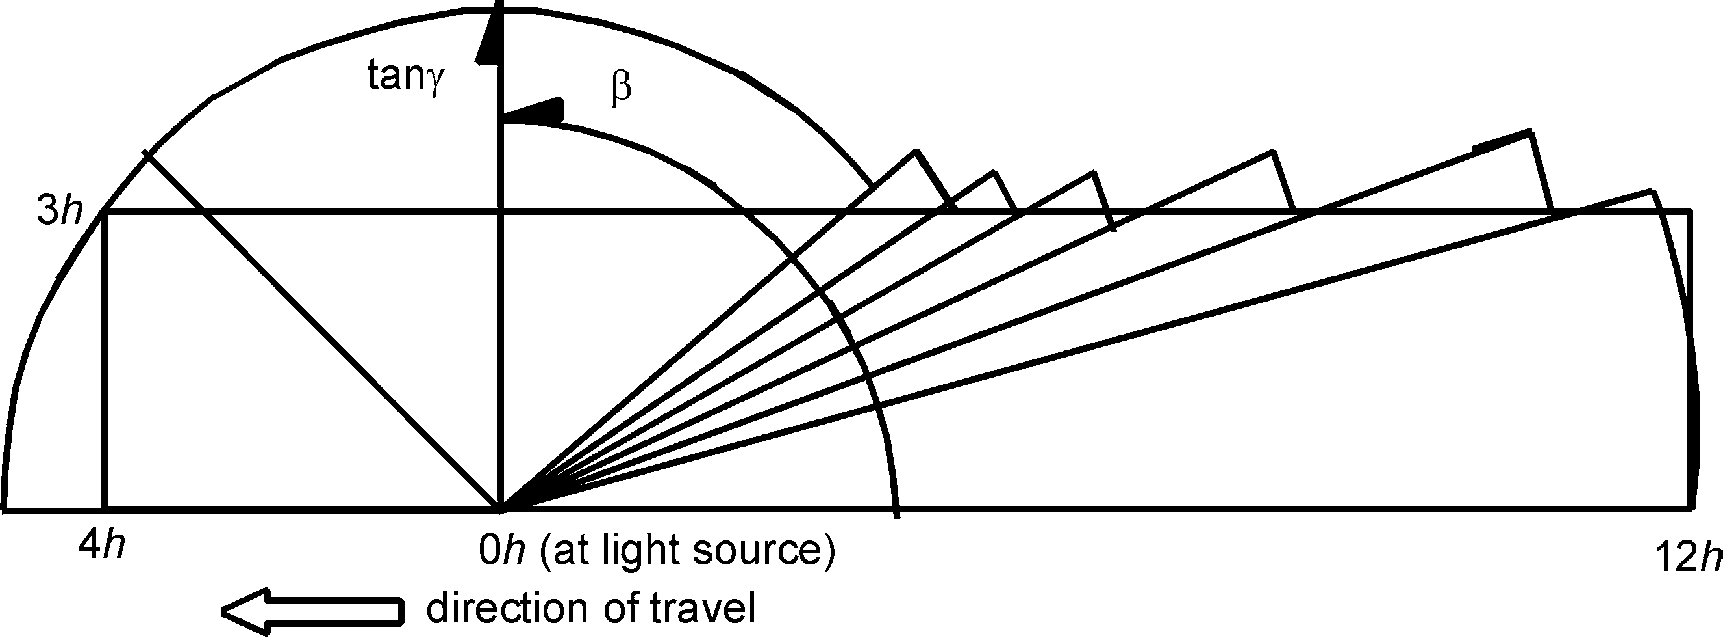 tanγ
β
3h
4h
0h (at light source)
12h
direction of travel